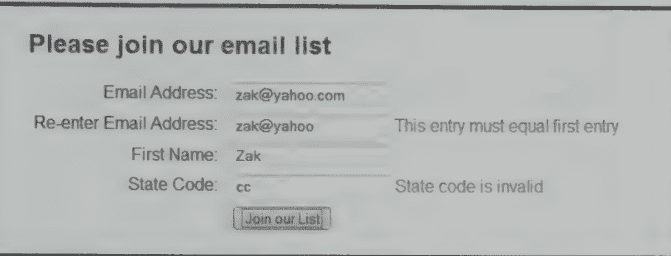 Please join our email list
Email Address: zak@yahoo.com
Re-enter Email Address: zak@yahoo This entry must equal first entry
First Name: Zak
State Code: cc State code is invalid
Join our List